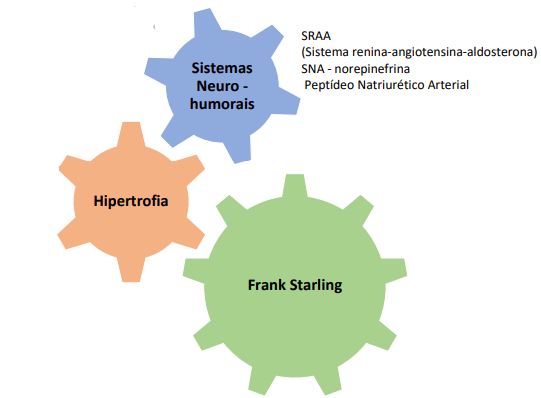 Sistemas
Neuro -
humorais
SRAA
(Sistema renina-angiotensina-aldosterona)
SNA - norepinefrina
Peptídeo Natriurético Arterial
Hipertrofia
Frank Starling